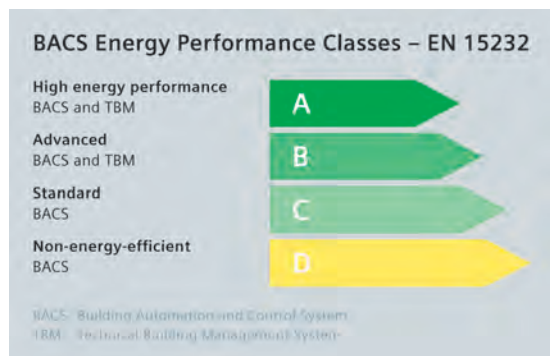 BACS Energy Performance Classes – EN 15232
High energy performance
BACS and TBM
A
Advanced
BACS and TBM
B
Standard
BACS
C
Non-energy-efficient
BACS
D
BACS Building Automation and Control System
TBM Technical Building Management System